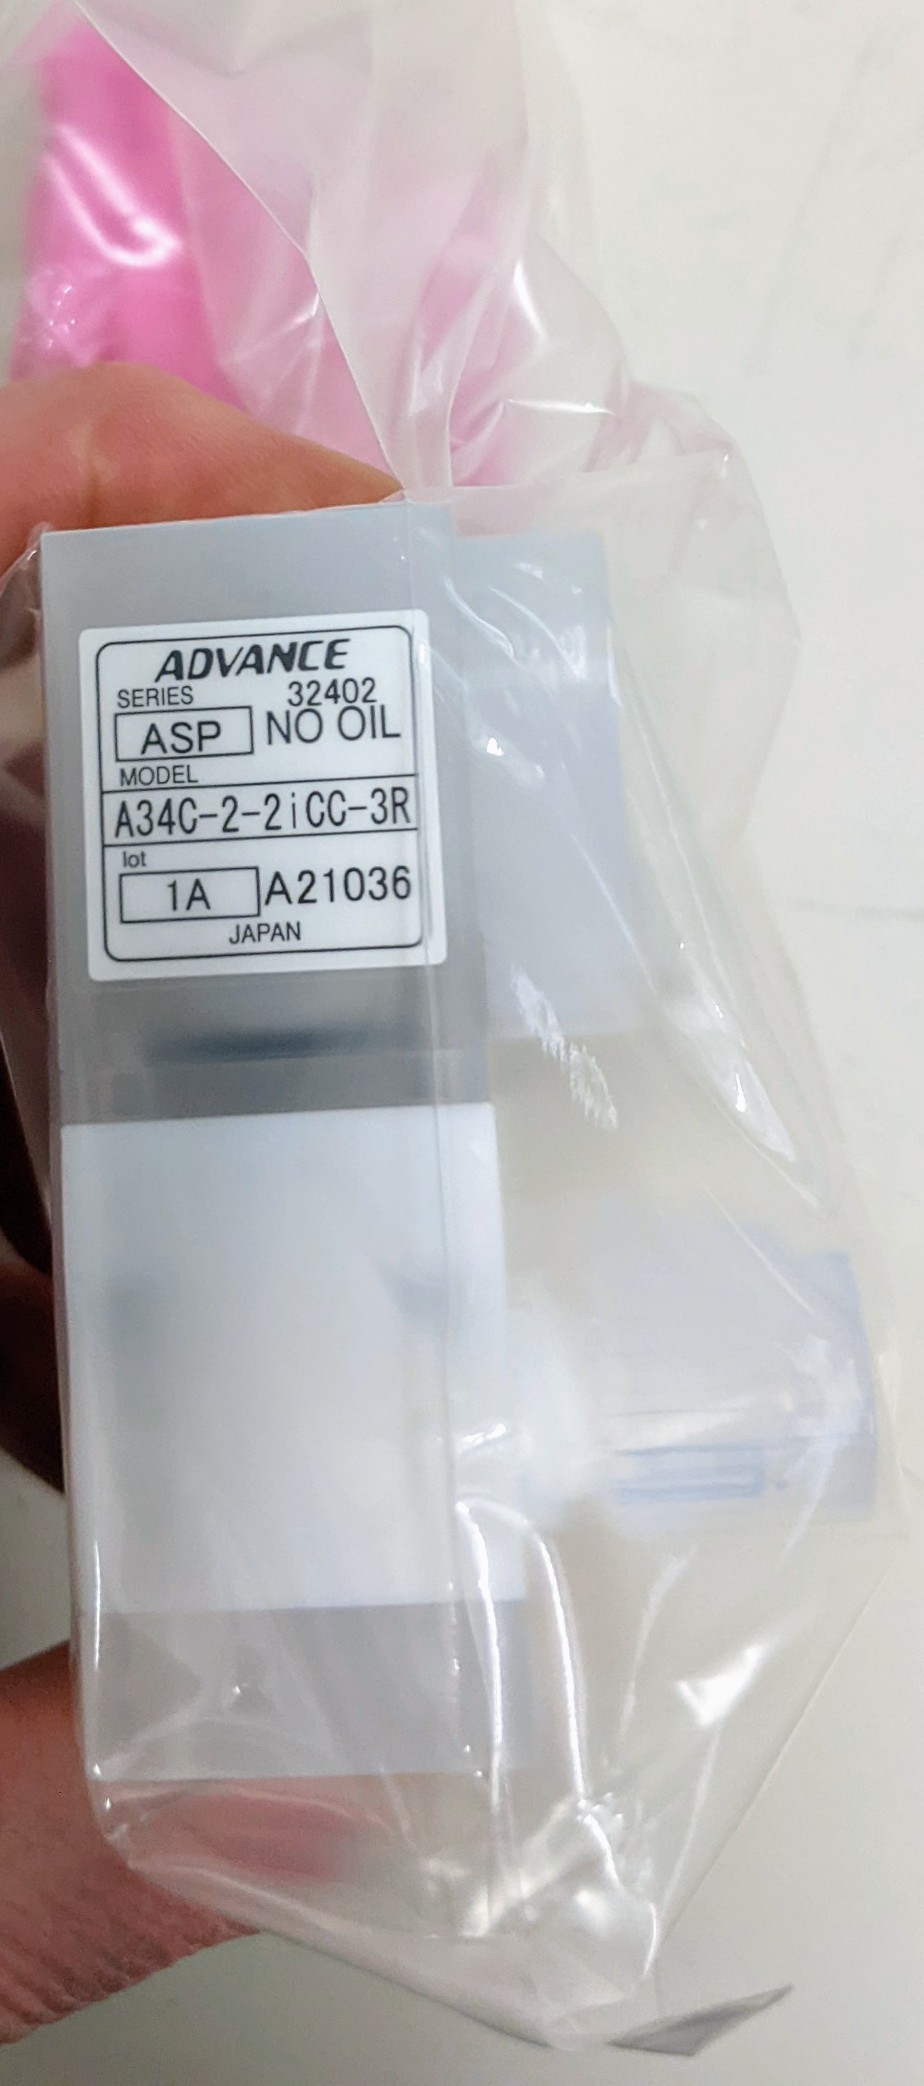 ADVANCE
SERIES 32402
ASP NO OIL
MODEL
A34C-2-2iCC-3R
lot
1A A21036
JAPAN